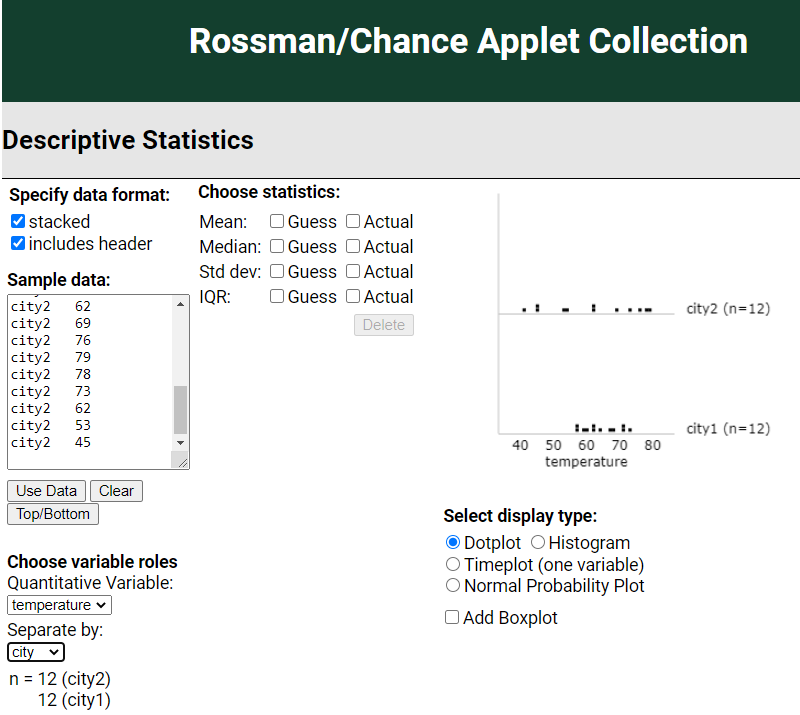 Rossman/Chance Applet Collection
Descriptive Statistics
Specify data format:
stacked
includes header
Sample data:
city2 62
city2 69
city2 76
city2 79
city2 78
city2 73
city2 62
city2 53
city2 45
Use Data Clear
Top/Bottom
Choose variable roles
Quantitative Variable:
temperature
Separate by:
city
n = 12 (city2)
12 (city1)
Choose statistics:
Mean: Guess Actual
Median: Guess Actual
Std dev: Guess Actual
IQR: Guess Actual
Delete
city2 (n=12)
city1 (n=12)
40 50 60 70 80
temperature
Select display type:
Dotplot Histogram
Timeplot (one variable)
Normal Probability Plot
Add Boxplot